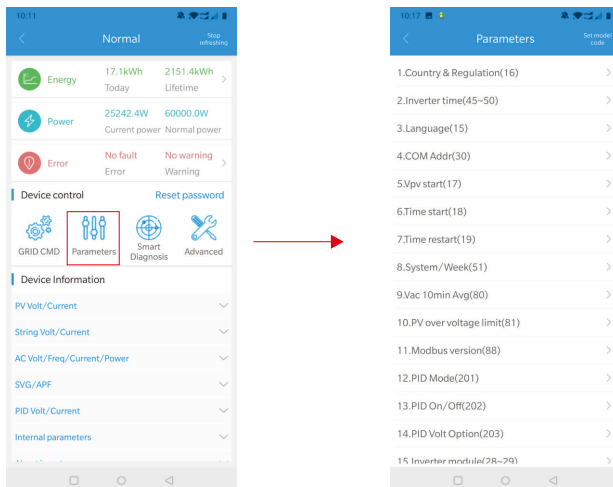 10:11
Normal
Stop
refreshing
Energy
17.1kWh
2151.4kWh
Today
Lifetime
Power
25242.4W
60000.0W
Current power
Normal power
Error
No fault
No warning
Error
Warning
Device control
Reset password
GRID CMD
Parameters
Smart
Diagnosis
Advanced
Device Information
PV Volt/Current
String Volt/Current
AC Volt/Freq/Current/Power
SVG/APF
PID Volt/Current
Internal parameters
10:17
Parameters
Set model
code
1.Country & Regulation(16)
2.Inverter time(45~50)
3.Language(15)
4.COM Addr(30)
5.Vpv start(17)
6.Time start(18)
7.Time restart(19)
8.System/Week(51)
9.Vac 10min Avg(80)
10.PV over voltage limit(81)
11.Modbus version(88)
12.PID Mode(201)
13.PID On/Off(202)
14.PID Volt Option(203)
15.Inverter module(28~29)